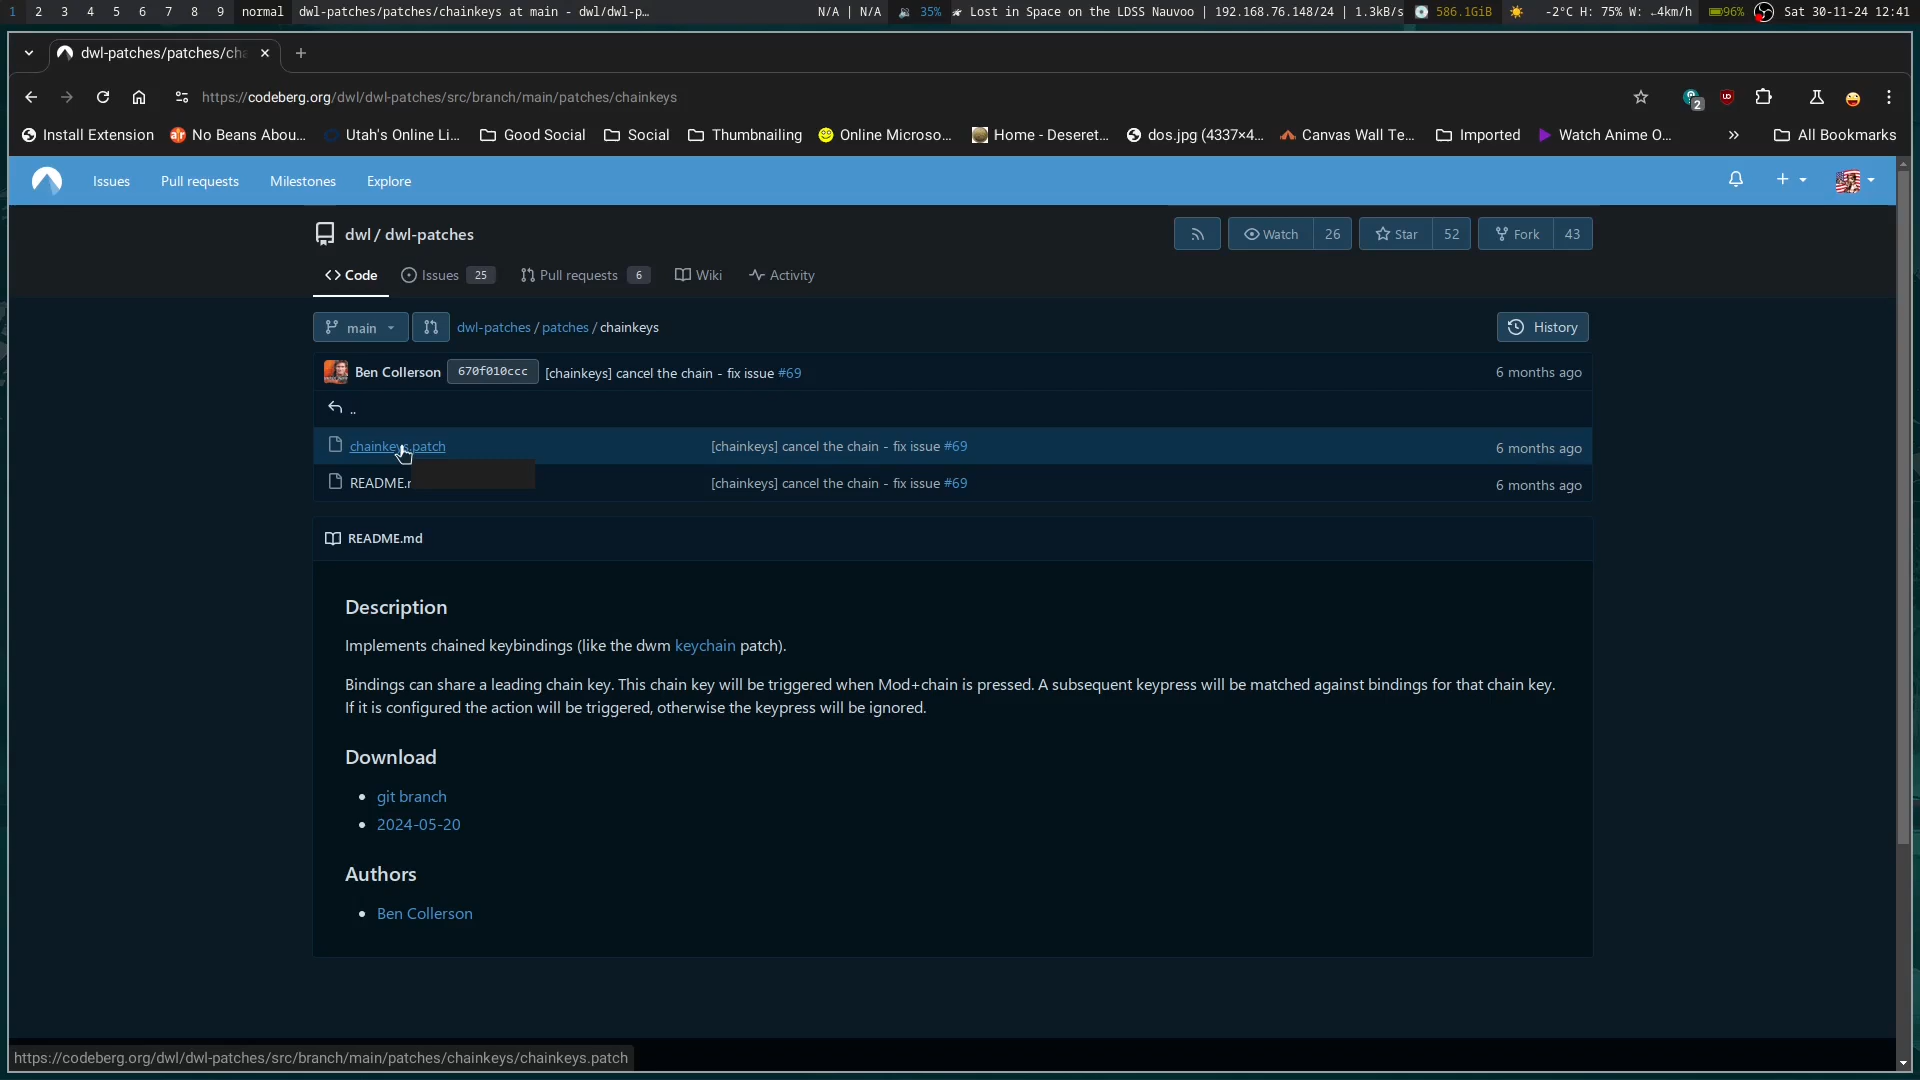 1 2 3 4 5 6 7 8 9 normal dwl-patches/patches/chainkeys at main - dwl/dwl-p… N/A | N/A 35% Lost in Space on the LDSS Nauvoo | 192.168.76.148/24 | 1.3kB/s 586.1GiB -2°C H: 75% W: ←4km/h 96% Sat 30-11-24 12:41
dwl-patches/patches/cha
https://codeberg.org/dwl/dwl-patches/src/branch/main/patches/chainkeys 2
Install Extension No Beans Abou... Utah's Online Li... Good Social Social Thumbnailing Online Microso... Home - Deseret... dos.jpg (4337×4... Canvas Wall Te... Imported Watch Anime O... » All Bookmarks
Issues Pull requests Milestones Explore
dwl / dwl-patches Watch 26 Star 52 Fork 43
Code Issues 25 Pull requests 6 Wiki Activity
main dwl-patches / patches / chainkeys History
Ben Collerson 670f010ccc [chainkeys] cancel the chain - fix issue #69 6 months ago
..
chainkeys.patch [chainkeys] cancel the chain - fix issue #69 6 months ago
README.r [chainkeys] cancel the chain - fix issue #69 6 months ago
README.md
Description
Implements chained keybindings (like the dwm keychain patch).
Bindings can share a leading chain key. This chain key will be triggered when Mod+chain is pressed. A subsequent keypress will be matched against bindings for that chain key.
If it is configured the action will be triggered, otherwise the keypress will be ignored.
Download
• git branch
• 2024-05-20
Authors
• Ben Collerson
https://codeberg.org/dwl/dwl-patches/src/branch/main/patches/chainkeys/chainkeys.patch